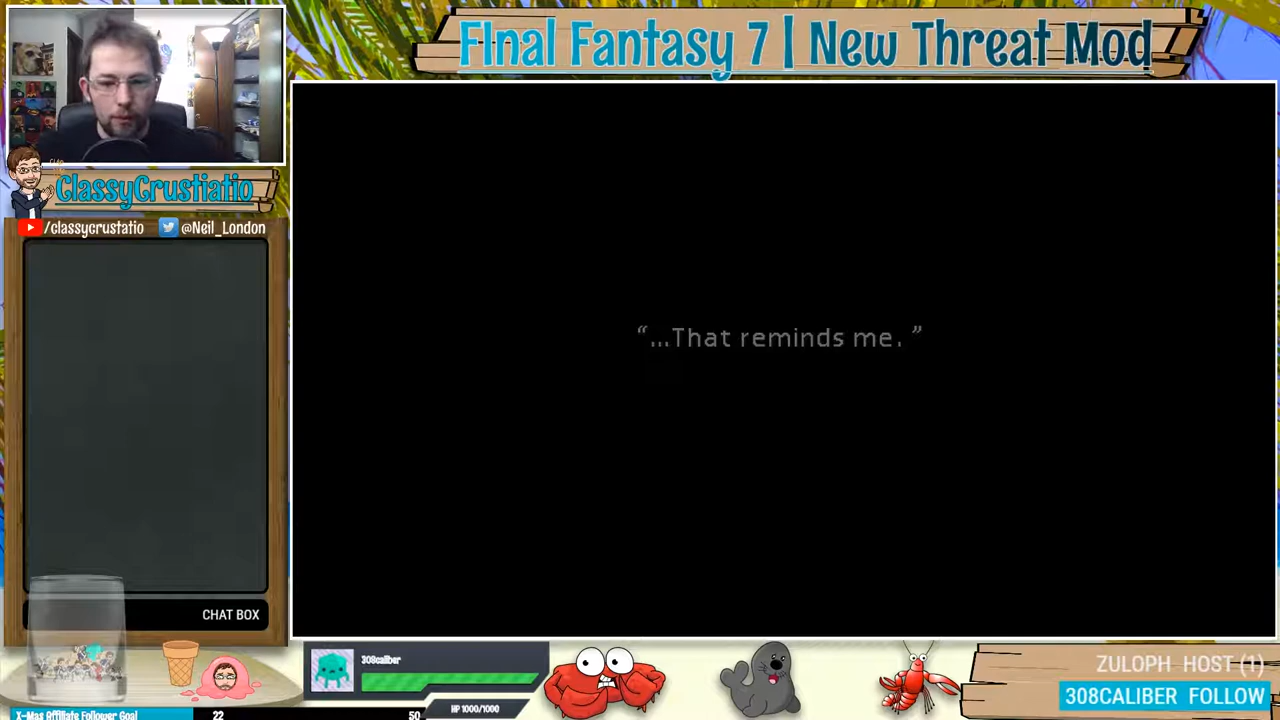 FInal Fantasy 7 | New Threat Mod
ClassyCrustiatio
/classycrustatio @Neil_London
“...That reminds me. ”
CHAT BOX
308caliber
HP 1000/1000
ZULOPH HOST (1)
308CALIBER FOLLOW
X-Mas Affiliate Follower Goal 22 50